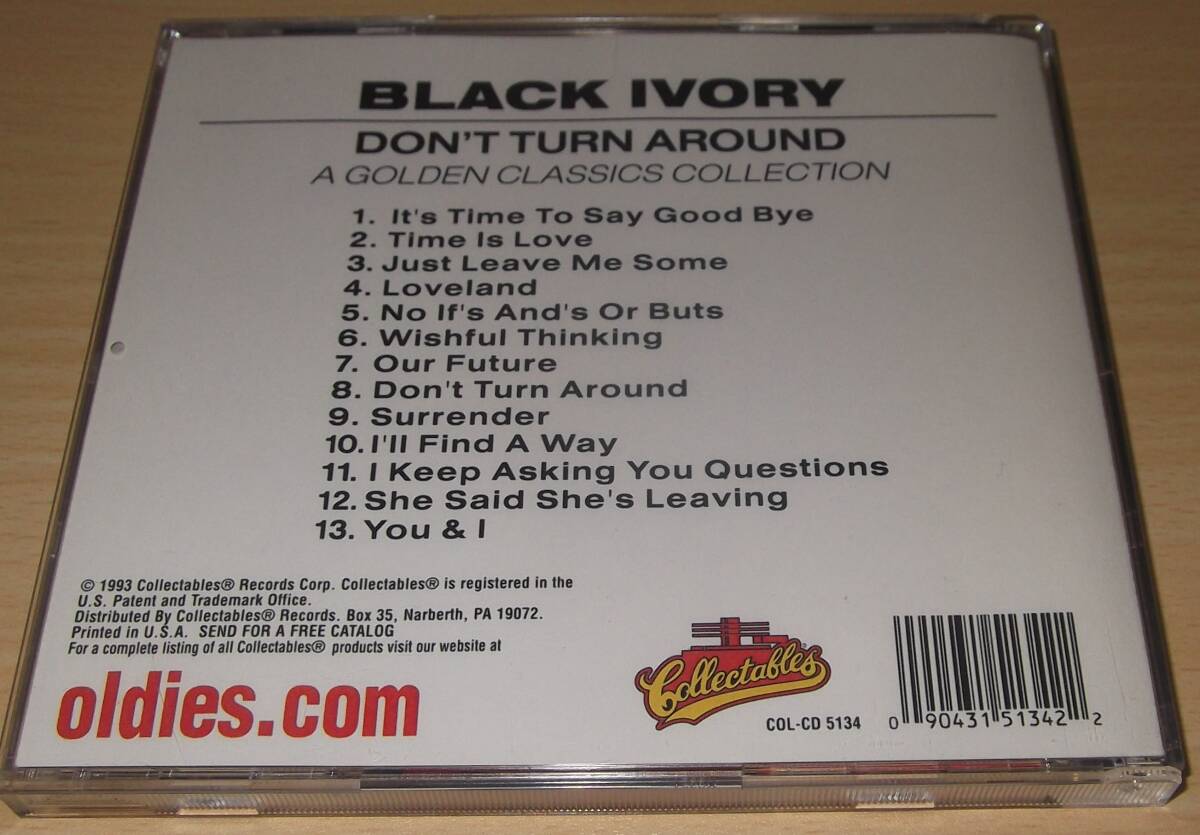 BLACK IVORY
DON'T TURN AROUND
A GOLDEN CLASSICS COLLECTION
1. It's Time To Say Good Bye
2. Time Is Love
3. Just Leave Me Some
4. Loveland
5. No If's And's Or Buts
6. Wishful Thinking
7. Our Future
8. Don't Turn Around
9. Surrender
10. I'll Find A Way
11. I Keep Asking You Questions
12. She Said She's Leaving
13. You & I
© 1993 Collectables® Records Corp. Collectables® is registered in the
U.S. Patent and Trademark Office.
Distributed By Collectables® Records. Box 35, Narberth, PA 19072.
Printed in U.S.A. SEND FOR A FREE CATALOG
For a complete listing of all Collectables® products visit our website at
oldies.com
Collectables
COL-CD 5134
0 90431 51342 2